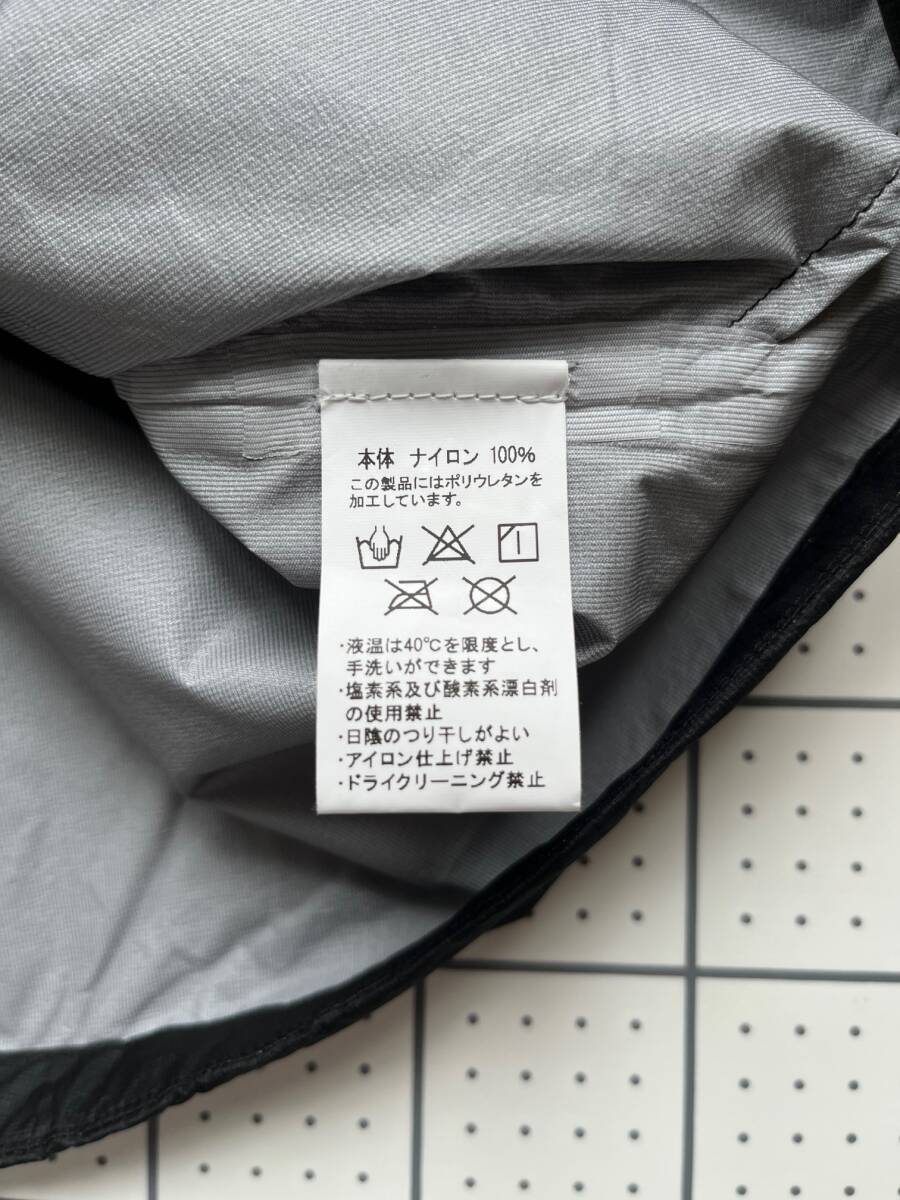 本体 ナイロン 100%
この製品にはポリウレタンを
加工しています。
・液温は40℃を限度とし、
手洗いができます
・塩素系及び酸素系漂白剤
の使用禁止
・日陰のつり干しがよい
・アイロン仕上げ禁止
・ドライクリーニング禁止